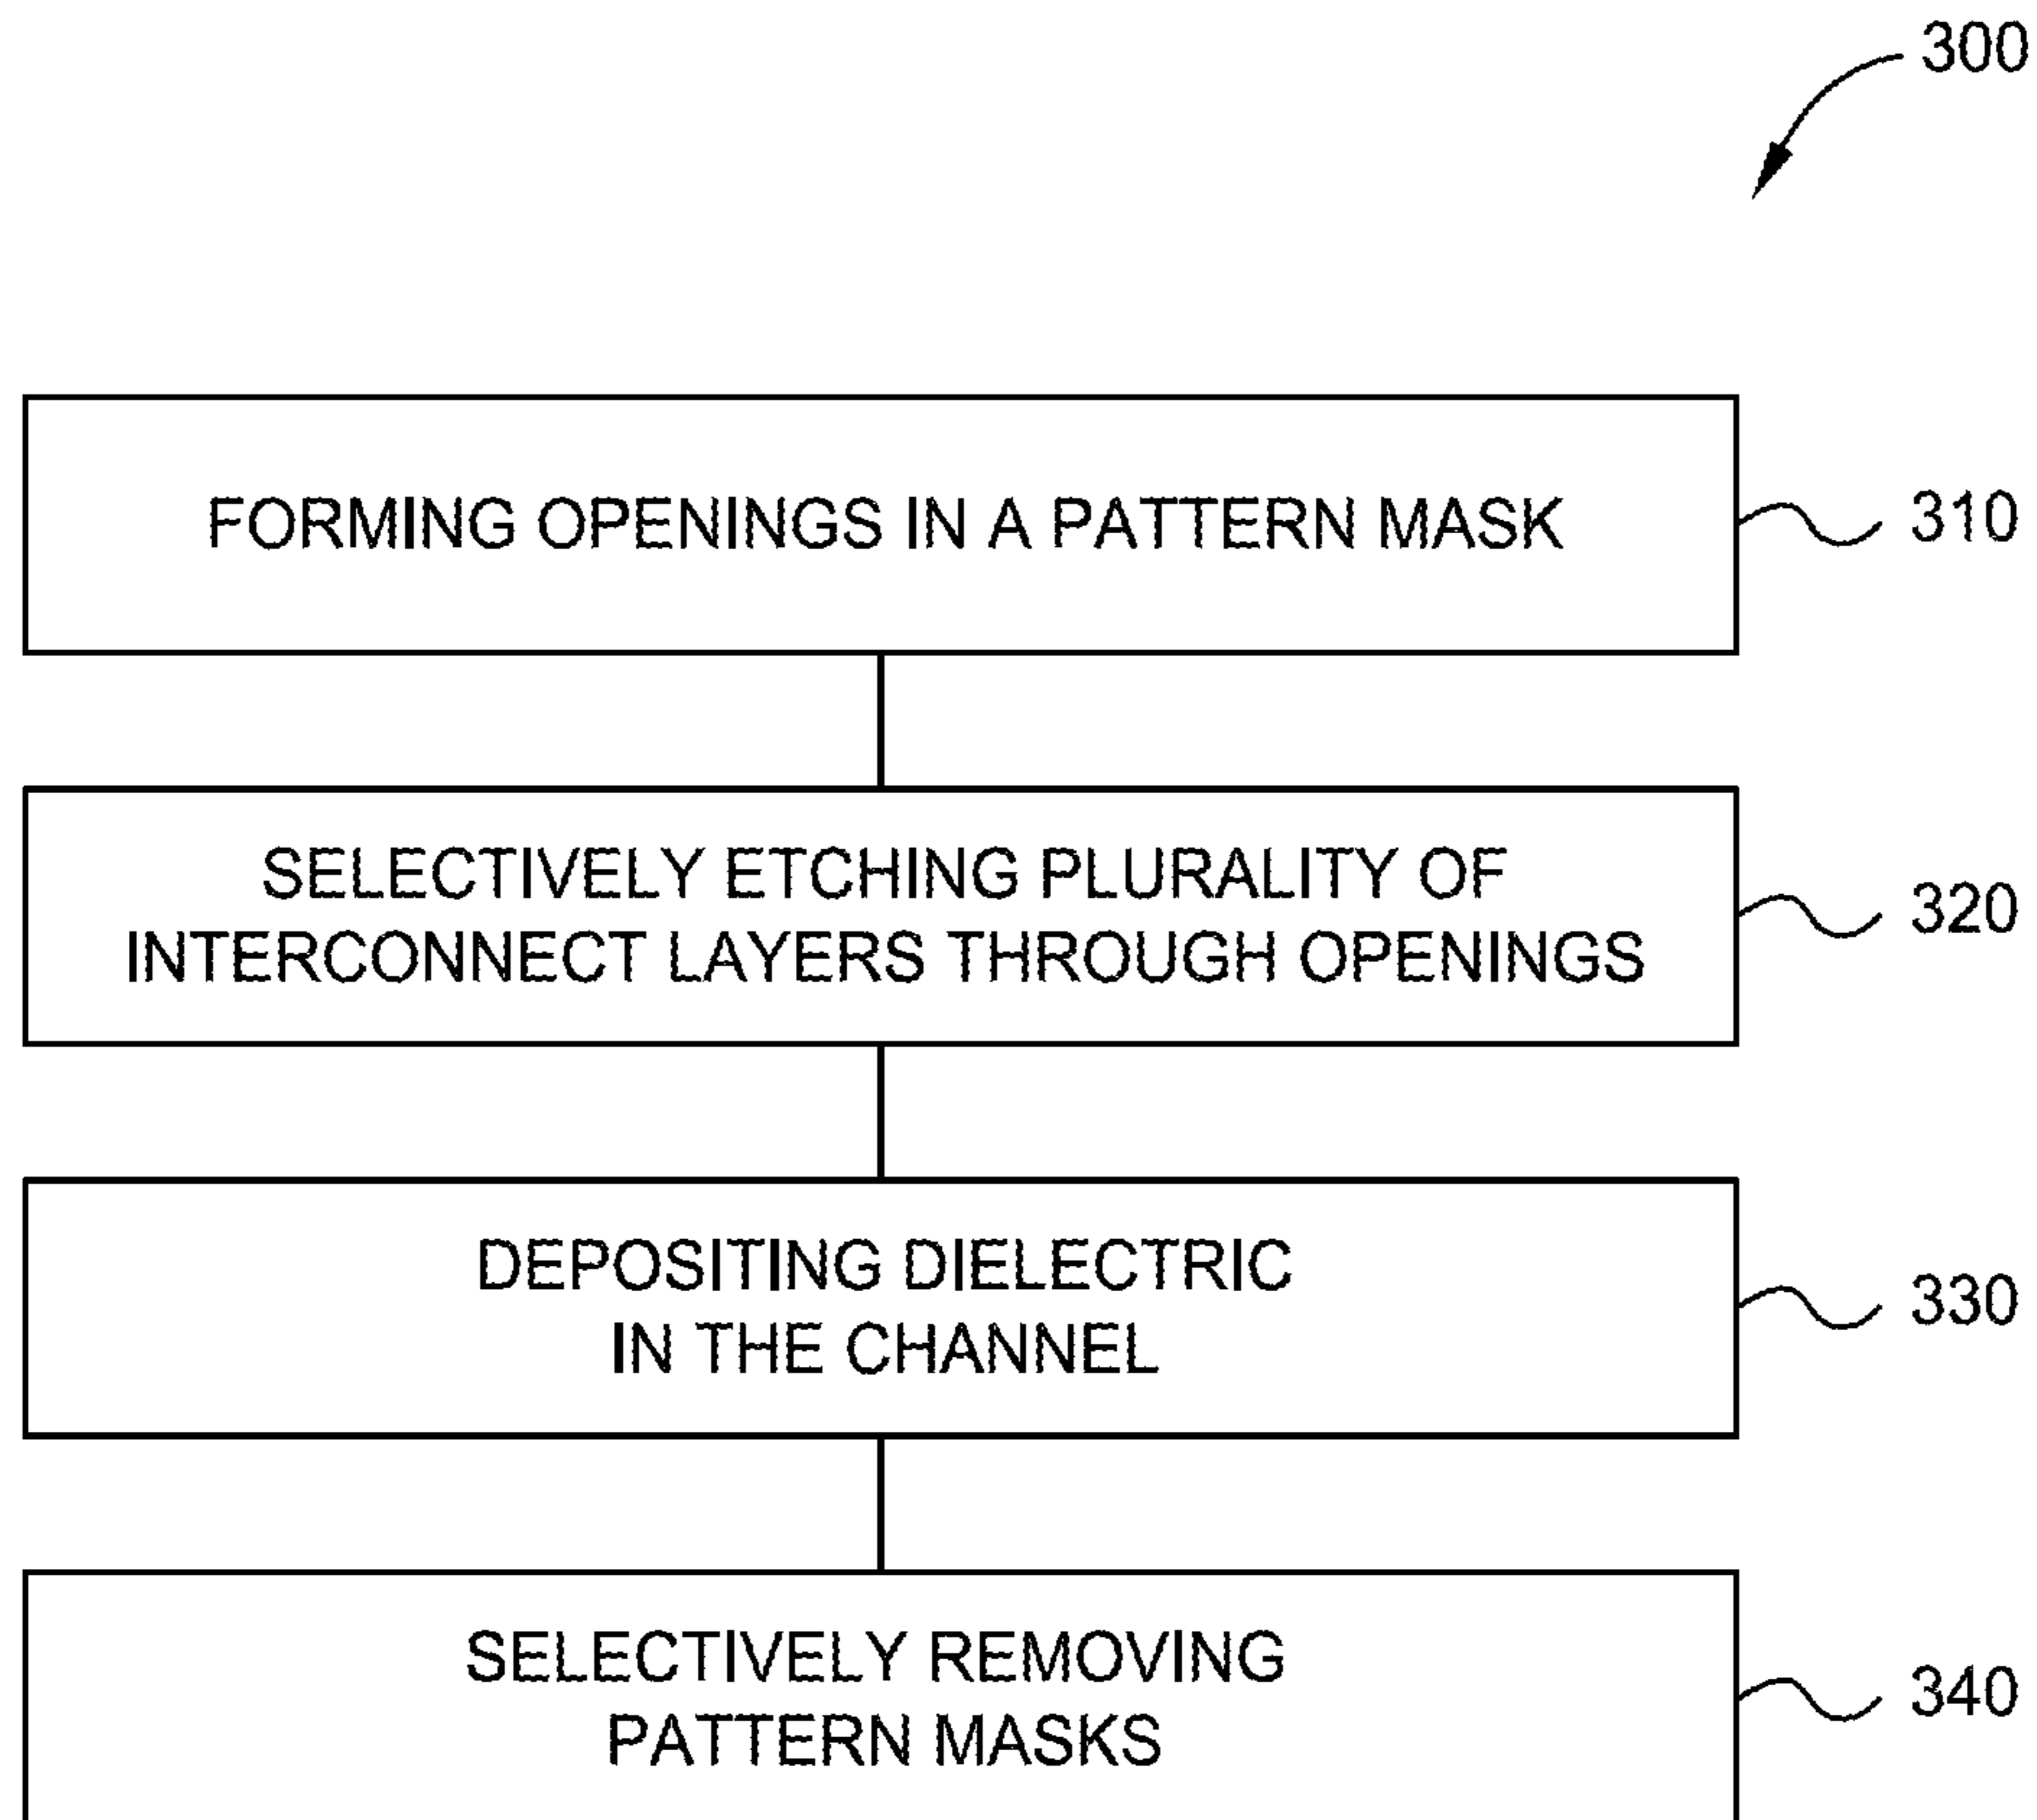 300
FORMING OPENINGS IN A PATTERN MASK
310
SELECTIVELY ETCHING PLURALITY OF
INTERCONNECT LAYERS THROUGH OPENINGS
320
DEPOSITING DIELECTRIC
IN THE CHANNEL
330
SELECTIVELY REMOVING
PATTERN MASKS
340